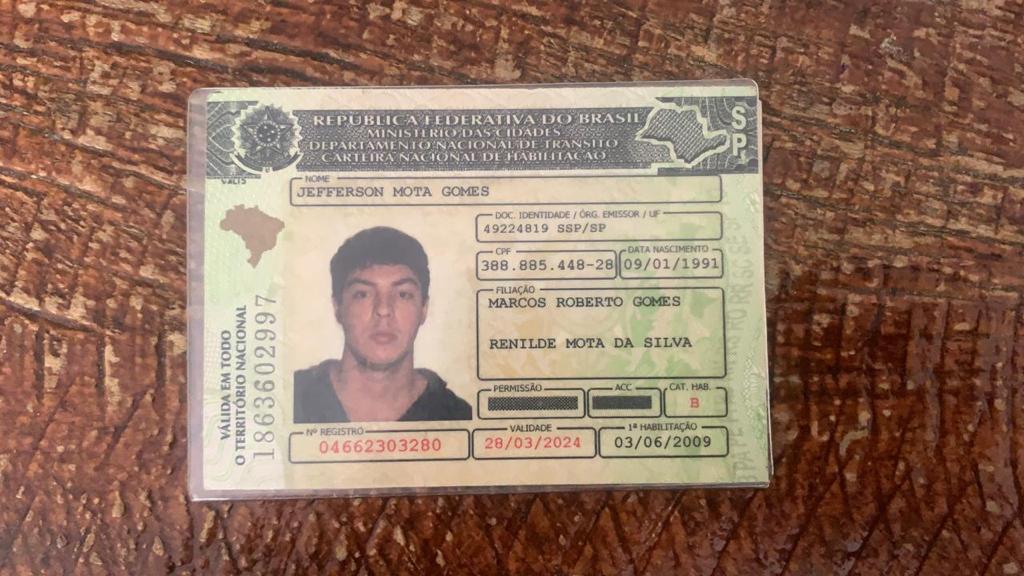 REPÚBLICA FEDERATIVA DO BRASIL
MINISTÉRIO DAS CIDADES
DEPARTAMENTO NACIONAL DE TRÂNSITO
CARTEIRA NACIONAL DE HABILITAÇÃO
SP
NOME
JEFFERSON MOTA GOMES
DOC. IDENTIDADE / ÓRG. EMISSOR / UF
49224819 SSP/SP
CPF
388.885.448-28
DATA NASCIMENTO
09/01/1991
FILIAÇÃO
MARCOS ROBERTO GOMES
RENILDE MOTA DA SILVA
PERMISSÃO
ACC
CAT. HAB.
B
Nº REGISTRO
04662303280
VALIDADE
28/03/2024
1ª HABILITAÇÃO
03/06/2009
VÁLIDA EM TODO
O TERRITÓRIO NACIONAL
1863602997